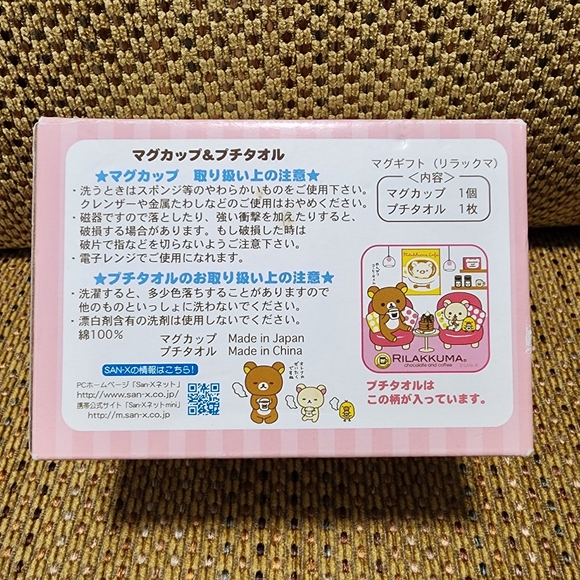 マグカップ&プチタオル
★マグカップ 取り扱い上の注意★
・洗うときはスポンジ等のやわらかいものをご使用下さい。
クレンザーや金属たわしなどのご使用はおやめください。
・磁器ですので落としたり、強い衝撃を加えたりすると、
破損する場合があります。もし破損した時は
破片で指などを切らないようご注意下さい。
・電子レンジでご使用になれます。
★プチタオルのお取り扱い上の注意★
・洗濯すると、多少色落ちすることがありますので
他のものといっしょに洗わないでください。
・漂白剤含有の洗剤は使用しないでください。
綿100%
マグカップ Made in Japan
プチタオル Made in China
SAN-Xの情報はこちら!
PCホームページ「San-Xネット」
http://www.san-x.co.jp/
携帯公式サイト「San-Xネットmini」
http://m.san-x.co.jp/
マグギフト(リラックマ)
<内容>
マグカップ 1個
プチタオル 1枚
Rilakkuma Cafe
RILAKKUMA
chocolate and coffee
プチタオルは
この柄が入っています。